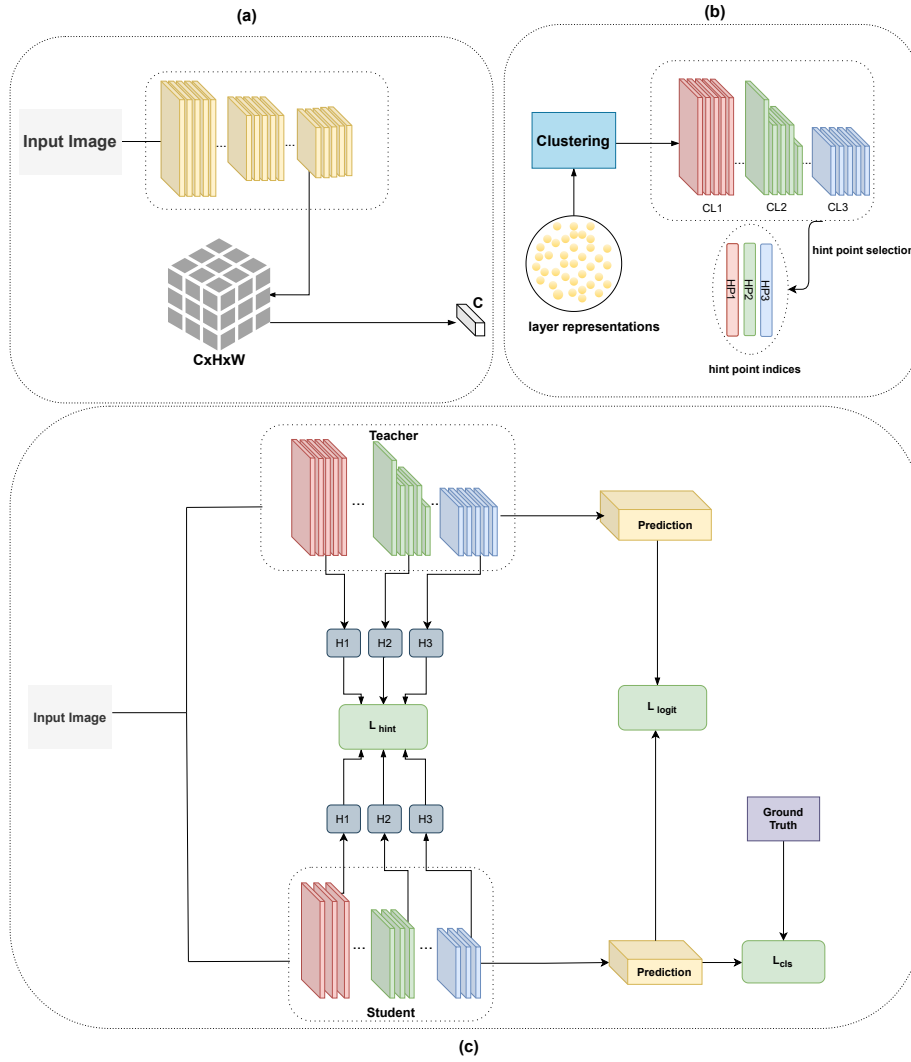 (a)
Input Image
...
...
CxHxW
C
(b)
Clustering
...
...
CL1
CL2
CL3
layer representations
hint point selection
HP1
HP2
HP3
hint point indices
Teacher
...
...
Prediction
H1
H2
H3
Input Image
L hint
L logit
H1
H2
H3
Ground
Truth
...
...
Prediction
Lcls
Student
(c)